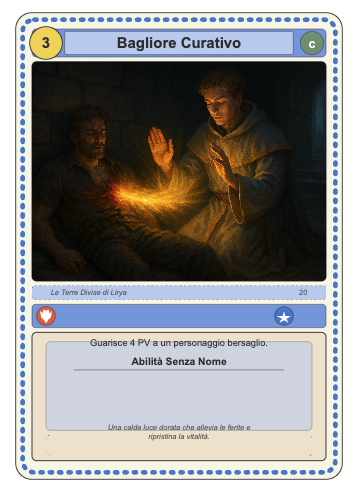 3
Bagliore Curativo
c
Le Terre Divise di Lirya
20
Guarisce 4 PV a un personaggio bersaglio.
Abilità Senza Nome
Una calda luce dorata che allevia le ferite e
ripristina la vitalità.